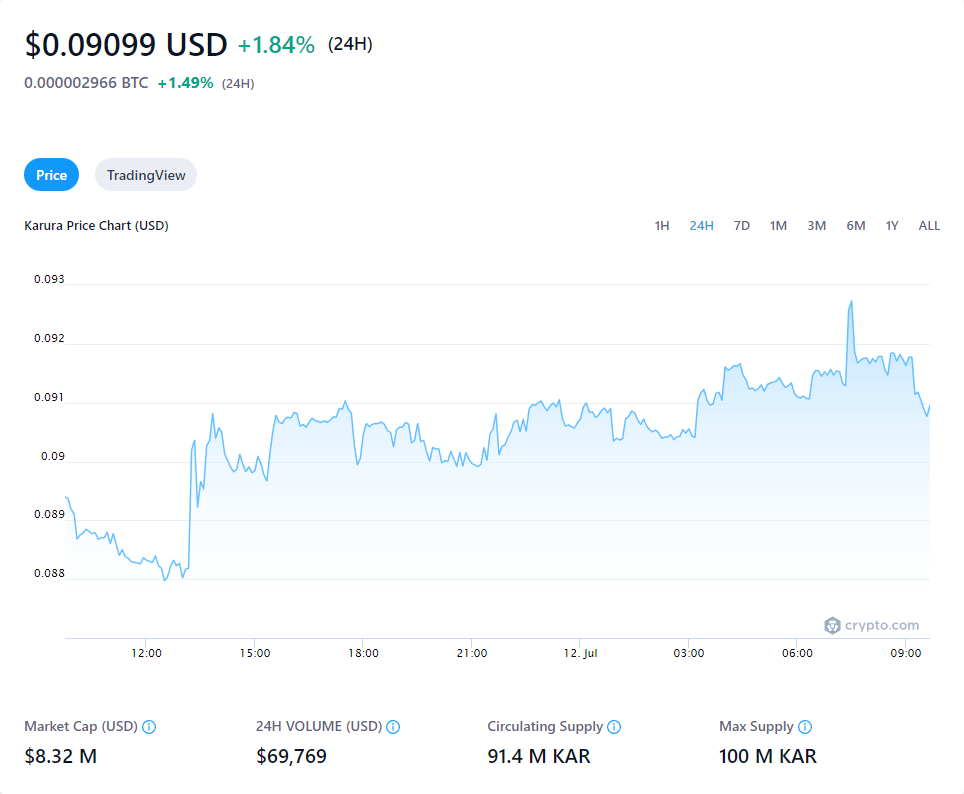 $0.09099 USD +1.84% (24H)
0.000002966 BTC +1.49% (24H)
Price TradingView
Karura Price Chart (USD) 1H 24H 7D 1M 3M 6M 1Y ALL
0.093
0.092
0.091
0.09
0.089
0.088
crypto.com
12:00 15:00 18:00 21:00 12. Jul 03:00 06:00 09:00
Market Cap (USD) 24H VOLUME (USD) Circulating Supply Max Supply
$8.32 M $69,769 91.4 M KAR 100 M KAR